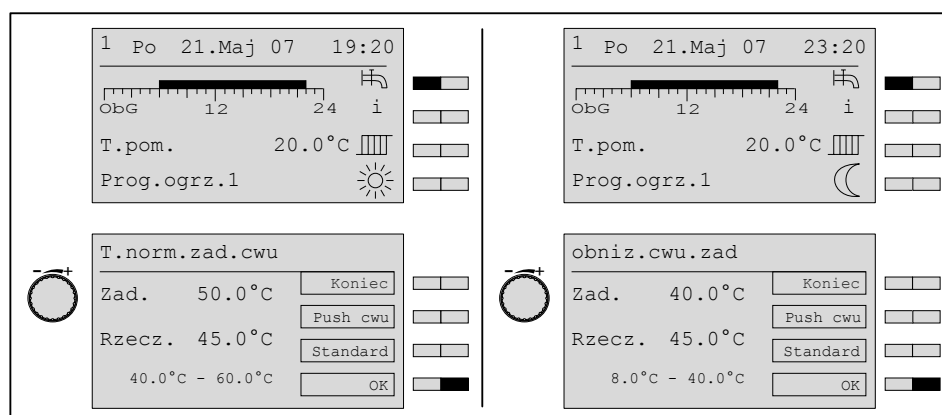 1 Po 21.Maj 07 19:20
ObG 12 24 i
T.pom. 20.0°C
Prog.ogrz.1
T.norm.zad.cwu
Koniec
Zad. 50.0°C
Push cwu
Rzecz. 45.0°C
Standard
40.0°C - 60.0°C
OK
- +
1 Po 21.Maj 07 23:20
ObG 12 24 i
T.pom. 20.0°C
Prog.ogrz.1
obniz.cwu.zad
Koniec
Zad. 40.0°C
Push cwu
Rzecz. 45.0°C
Standard
8.0°C - 40.0°C
OK
- +